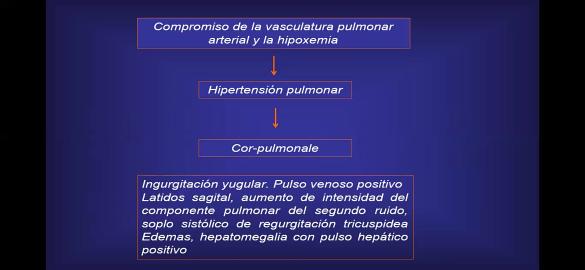 Compromiso de la vasculatura pulmonar
arterial y la hipoxemia
Hipertensión pulmonar
Cor-pulmonale
Ingurgitación yugular. Pulso venoso positivo
Latidos sagital, aumento de intensidad del
componente pulmonar del segundo ruido,
soplo sistólico de regurgitación tricuspidea
Edemas, hepatomegalia con pulso hepático
positivo